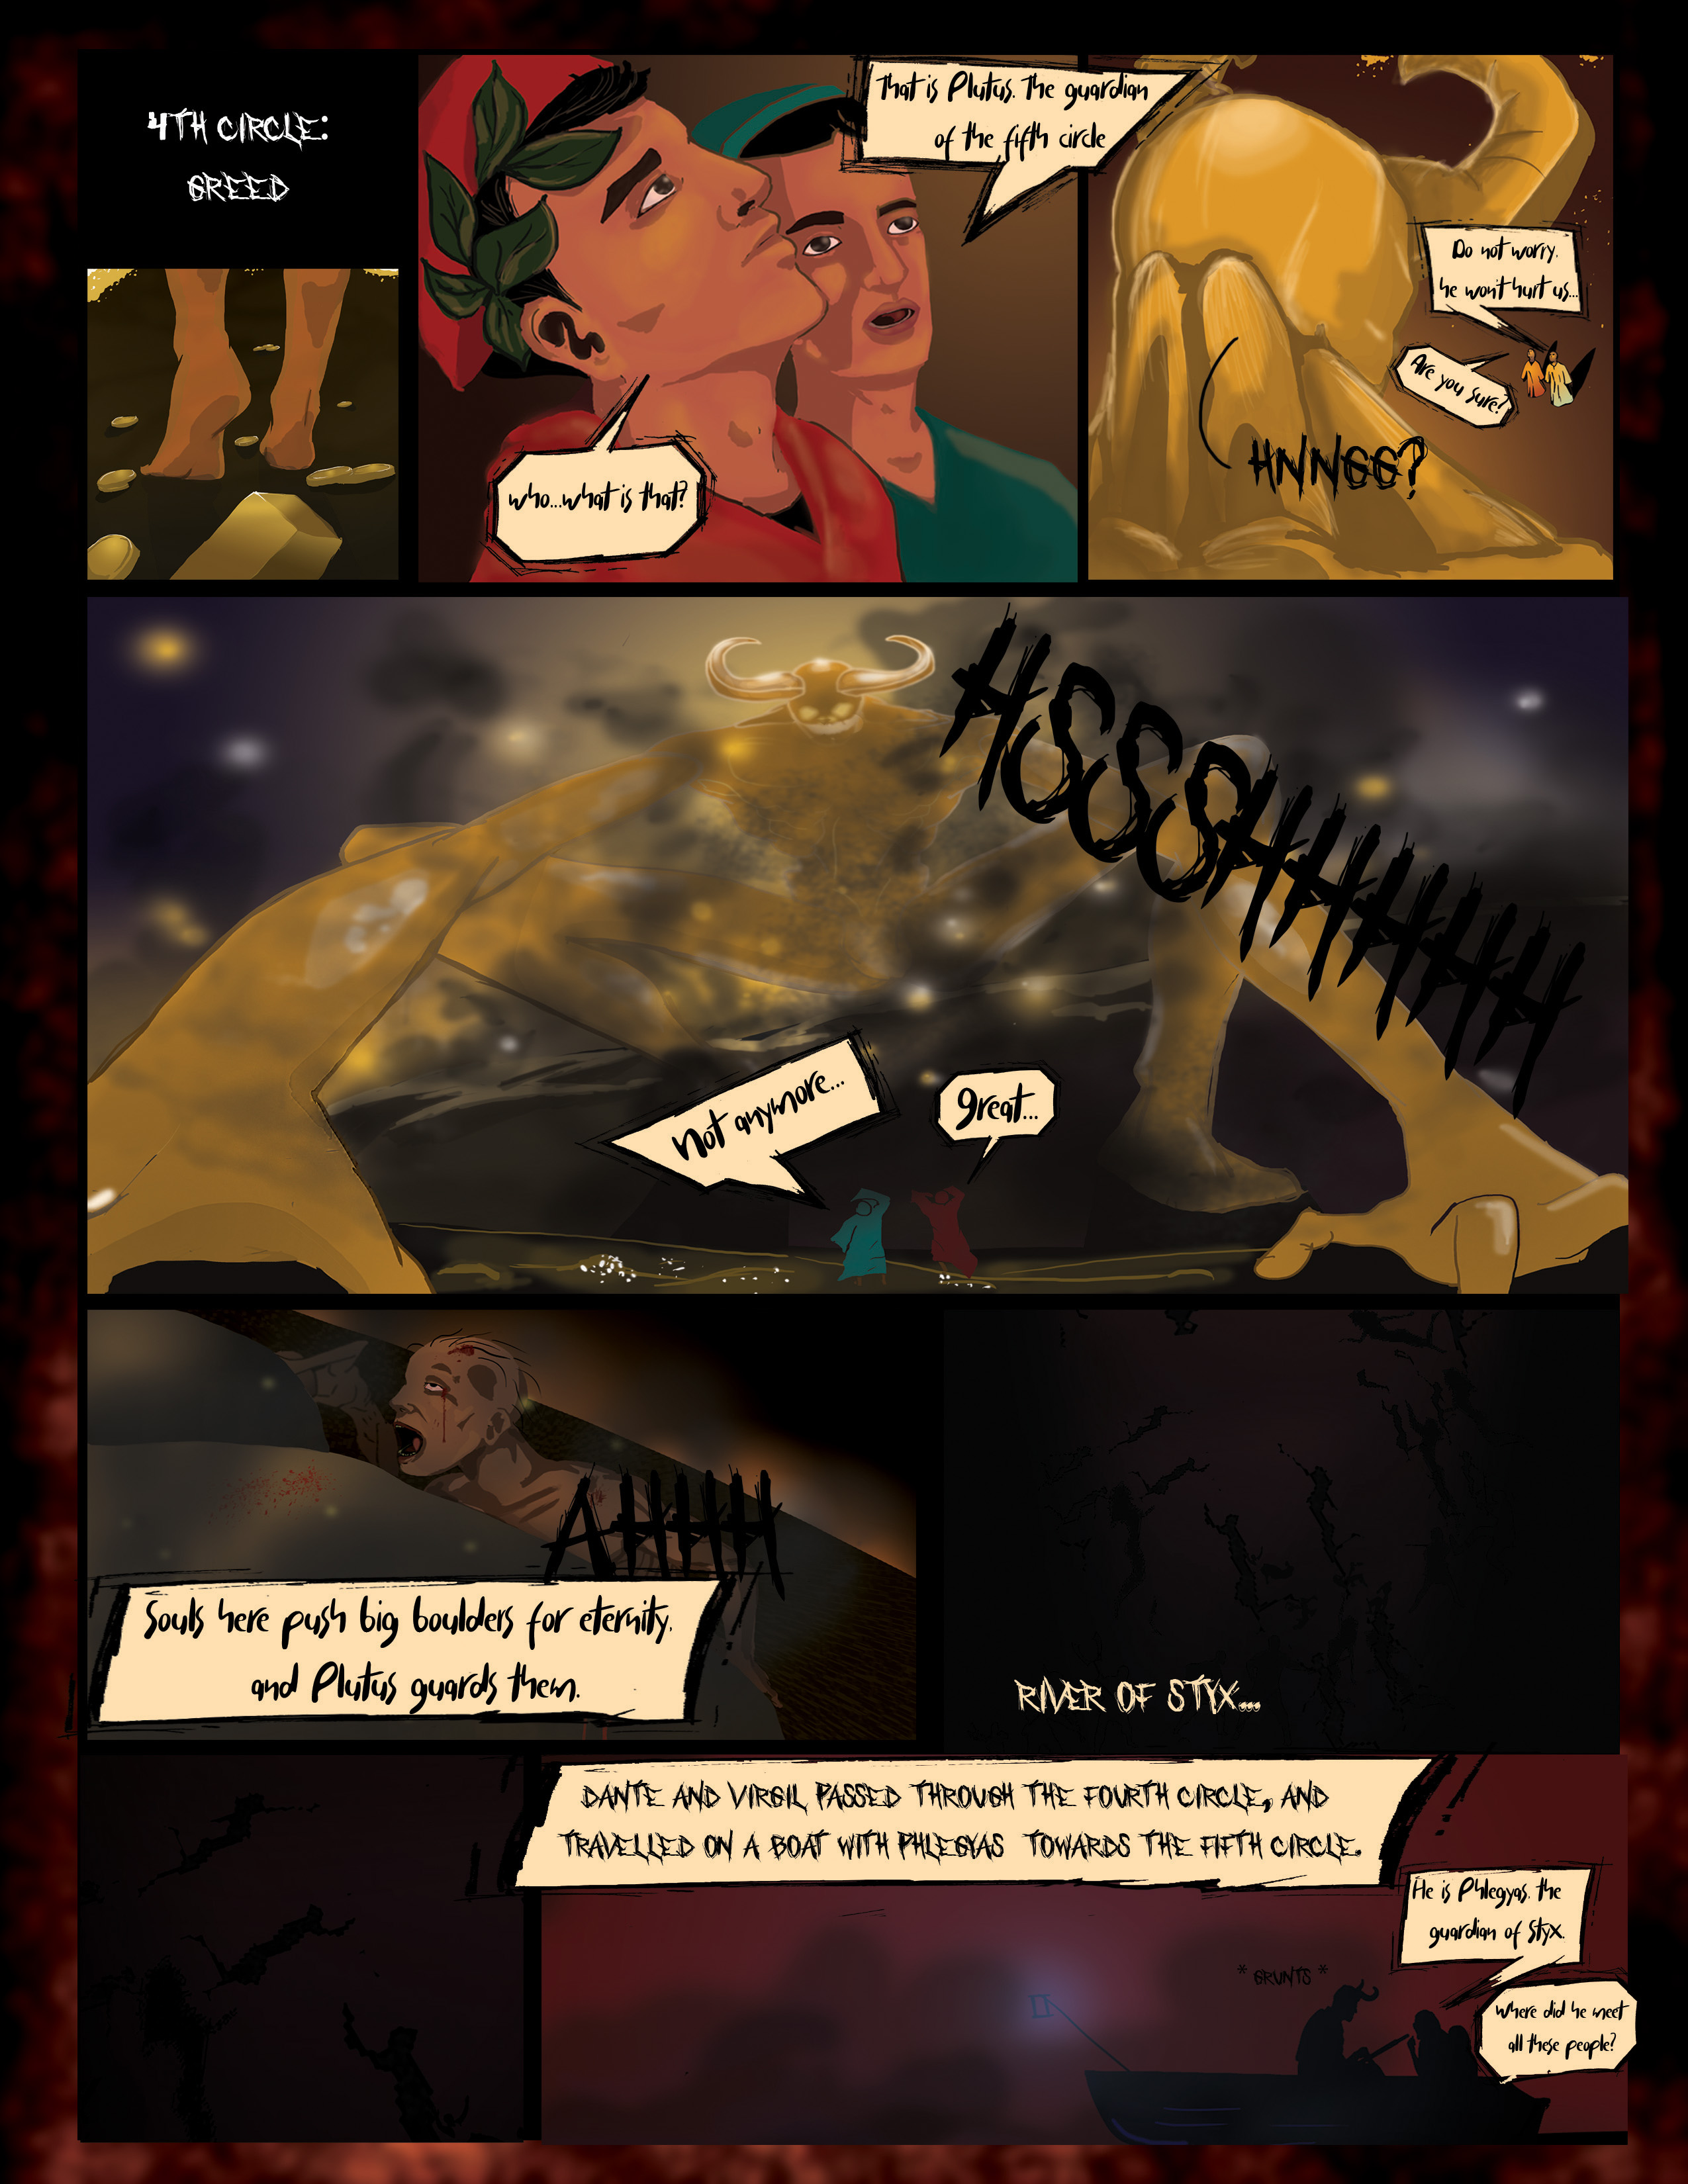 4TH CIRCLE:
GREED
That is Plutus. The guardian
of the fifth circle
who...what is that?
Do not worry.
he won't hurt us...
Are you sure?
HNNGG?
HSSSHHHHH
Not anymore...
great...
AHHH
Souls here push big boulders for eternity.
and Plutus guards them.
RIVER OF STYX...
DANTE AND VIRGIL PASSED THROUGH THE FOURTH CIRCLE, AND
TRAVELLED ON A BOAT WITH PHLEGYAS TOWARDS THE FIFTH CIRCLE.
He is Phlegyas. the
guardian of Styx.
* GRUNTS *
Where did he meet
all these people?